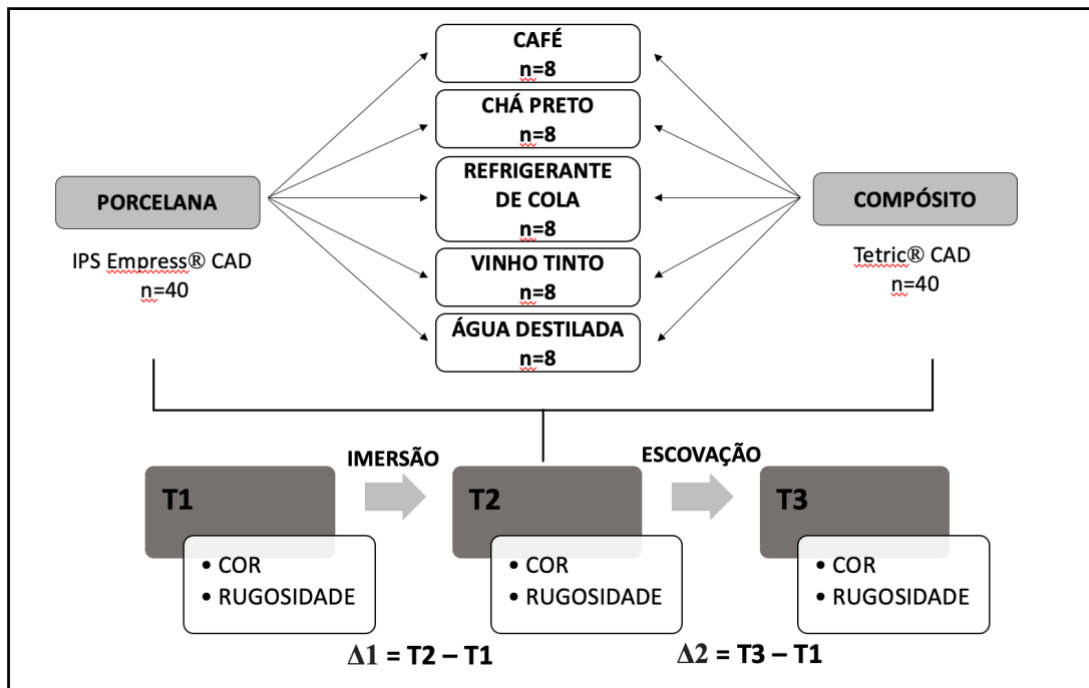 CAFÉ
n=8
CHÁ PRETO
n=8
REFRIGERANTE
DE COLA
n=8
VINHO TINTO
n=8
ÁGUA DESTILADA
n=8
PORCELANA
IPS Empress® CAD
n=40
COMPÓSITO
Tetric® CAD
n=40
IMERSÃO
ESCOVAÇÃO
T1
• COR
• RUGOSIDADE
T2
• COR
• RUGOSIDADE
T3
• COR
• RUGOSIDADE
Δ1 = T2 – T1
Δ2 = T3 – T1